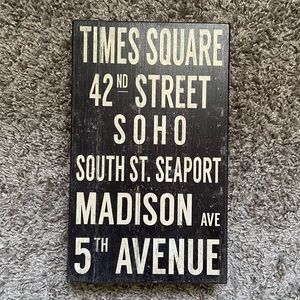 TIMES SQUARE
42ND STREET
SOHO
SOUTH ST. SEAPORT
MADISON AVE
5TH AVENUE